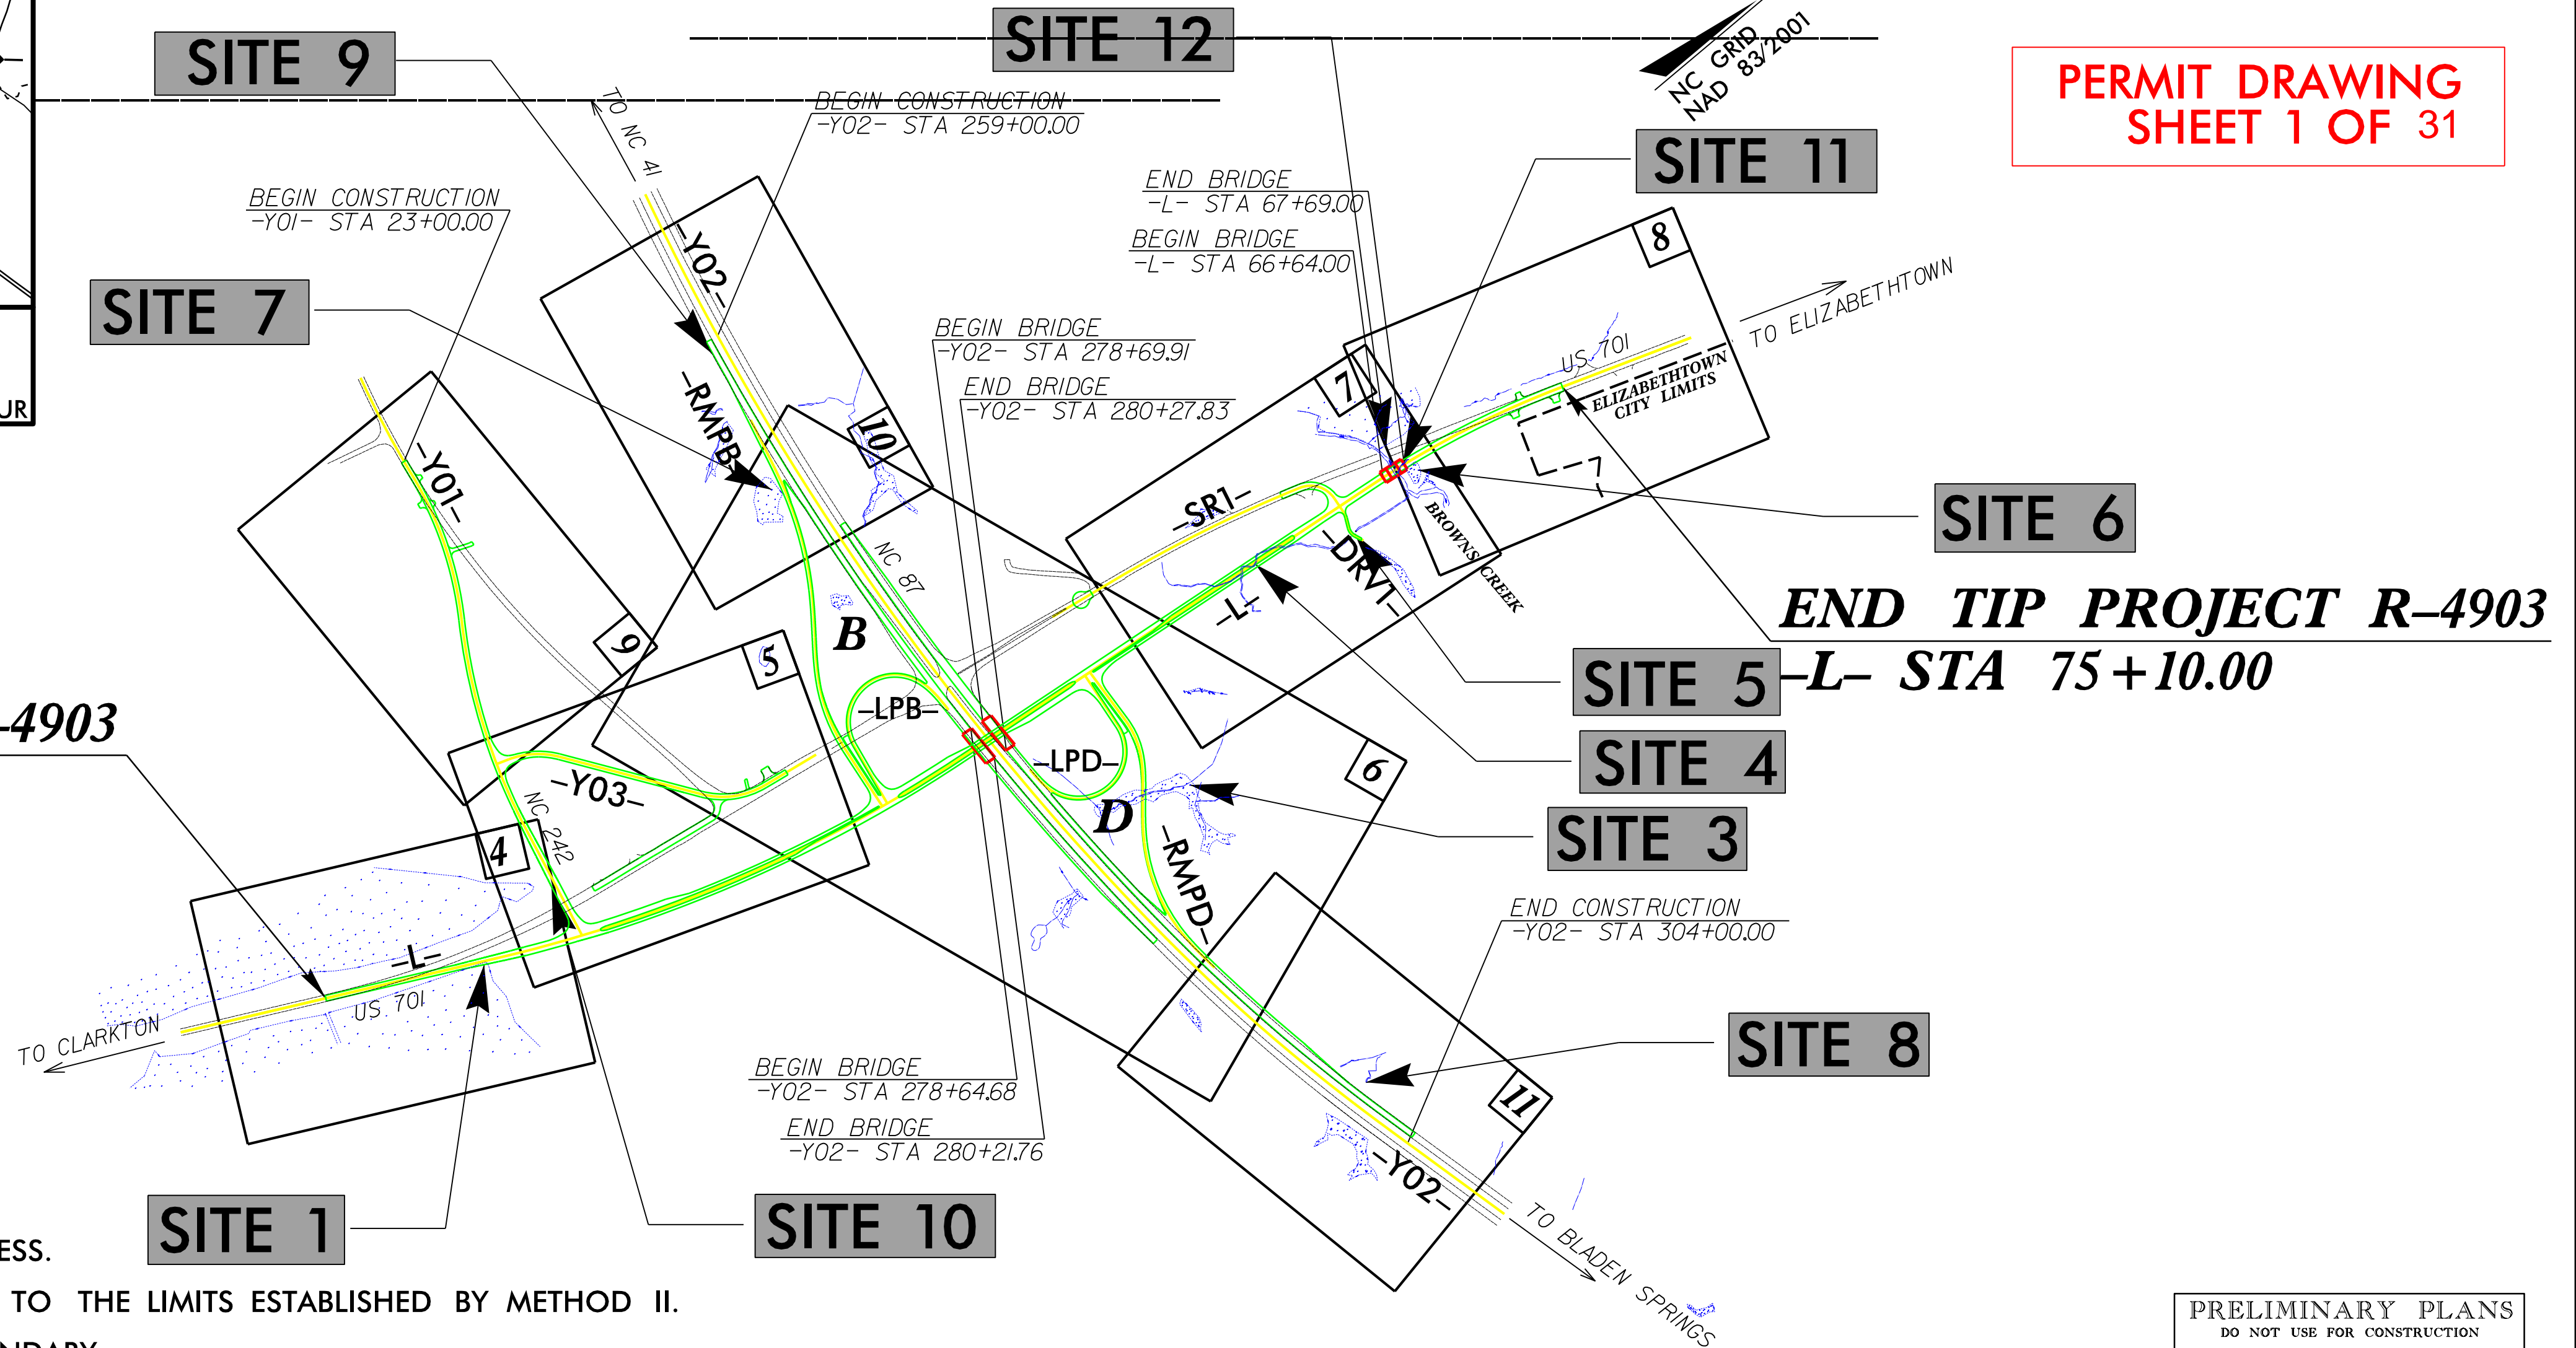 SITE 9
SITE 12
NC GRID
NAD 83/2001
PERMIT DRAWING
SHEET 1 OF 31
TO NC 41
BEGIN CONSTRUCTION
-Y02- STA 259+00.00
SITE 11
BEGIN CONSTRUCTION
-Y01- STA 23+00.00
END BRIDGE
-L- STA 67+69.00
BEGIN BRIDGE
-L- STA 66+64.00
8
-Y02-
TO ELIZABETHTOWN
SITE 7
BEGIN BRIDGE
-Y02- STA 278+69.91
END BRIDGE
-Y02- STA 280+27.83
US 701
ELIZABETHTOWN
CITY LIMITS
7
UR
-RMPB-
10
-Y01-
-SR1-
SITE 6
BROWNS CREEK
NC 87
-DRV1-
-L-
END TIP PROJECT R-4903
-L- STA 75+10.00
B
9
5
SITE 5
-LPB-
-4903
-LPD-
SITE 4
6
-Y03-
D
SITE 3
NC 242
4
-RMPD-
END CONSTRUCTION
-Y02- STA 304+00.00
-L-
US 701
TO CLARKTON
SITE 8
BEGIN BRIDGE
-Y02- STA 278+64.68
END BRIDGE
-Y02- STA 280+21.76
11
-Y02-
SITE 1
SITE 10
TO BLADEN SPRINGS
ESS.
TO THE LIMITS ESTABLISHED BY METHOD II.
NDARY
PRELIMINARY PLANS
DO NOT USE FOR CONSTRUCTION